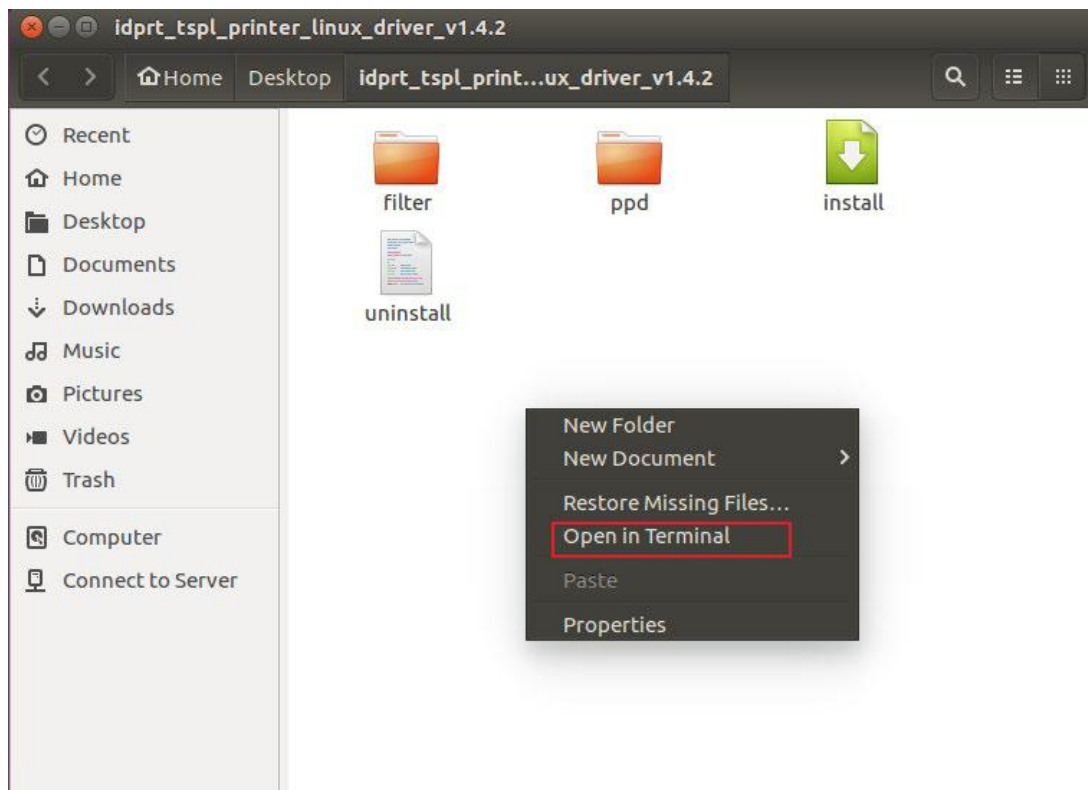 idprt_tspl_printer_linux_driver_v1.4.2
Home Desktop idprt_tspl_print...ux_driver_v1.4.2
Recent
Home
Desktop
Documents
Downloads
Music
Pictures
Videos
Trash
Computer
Connect to Server
filter ppd install
uninstall
New Folder
New Document
Restore Missing Files...
Open in Terminal
Paste
Properties